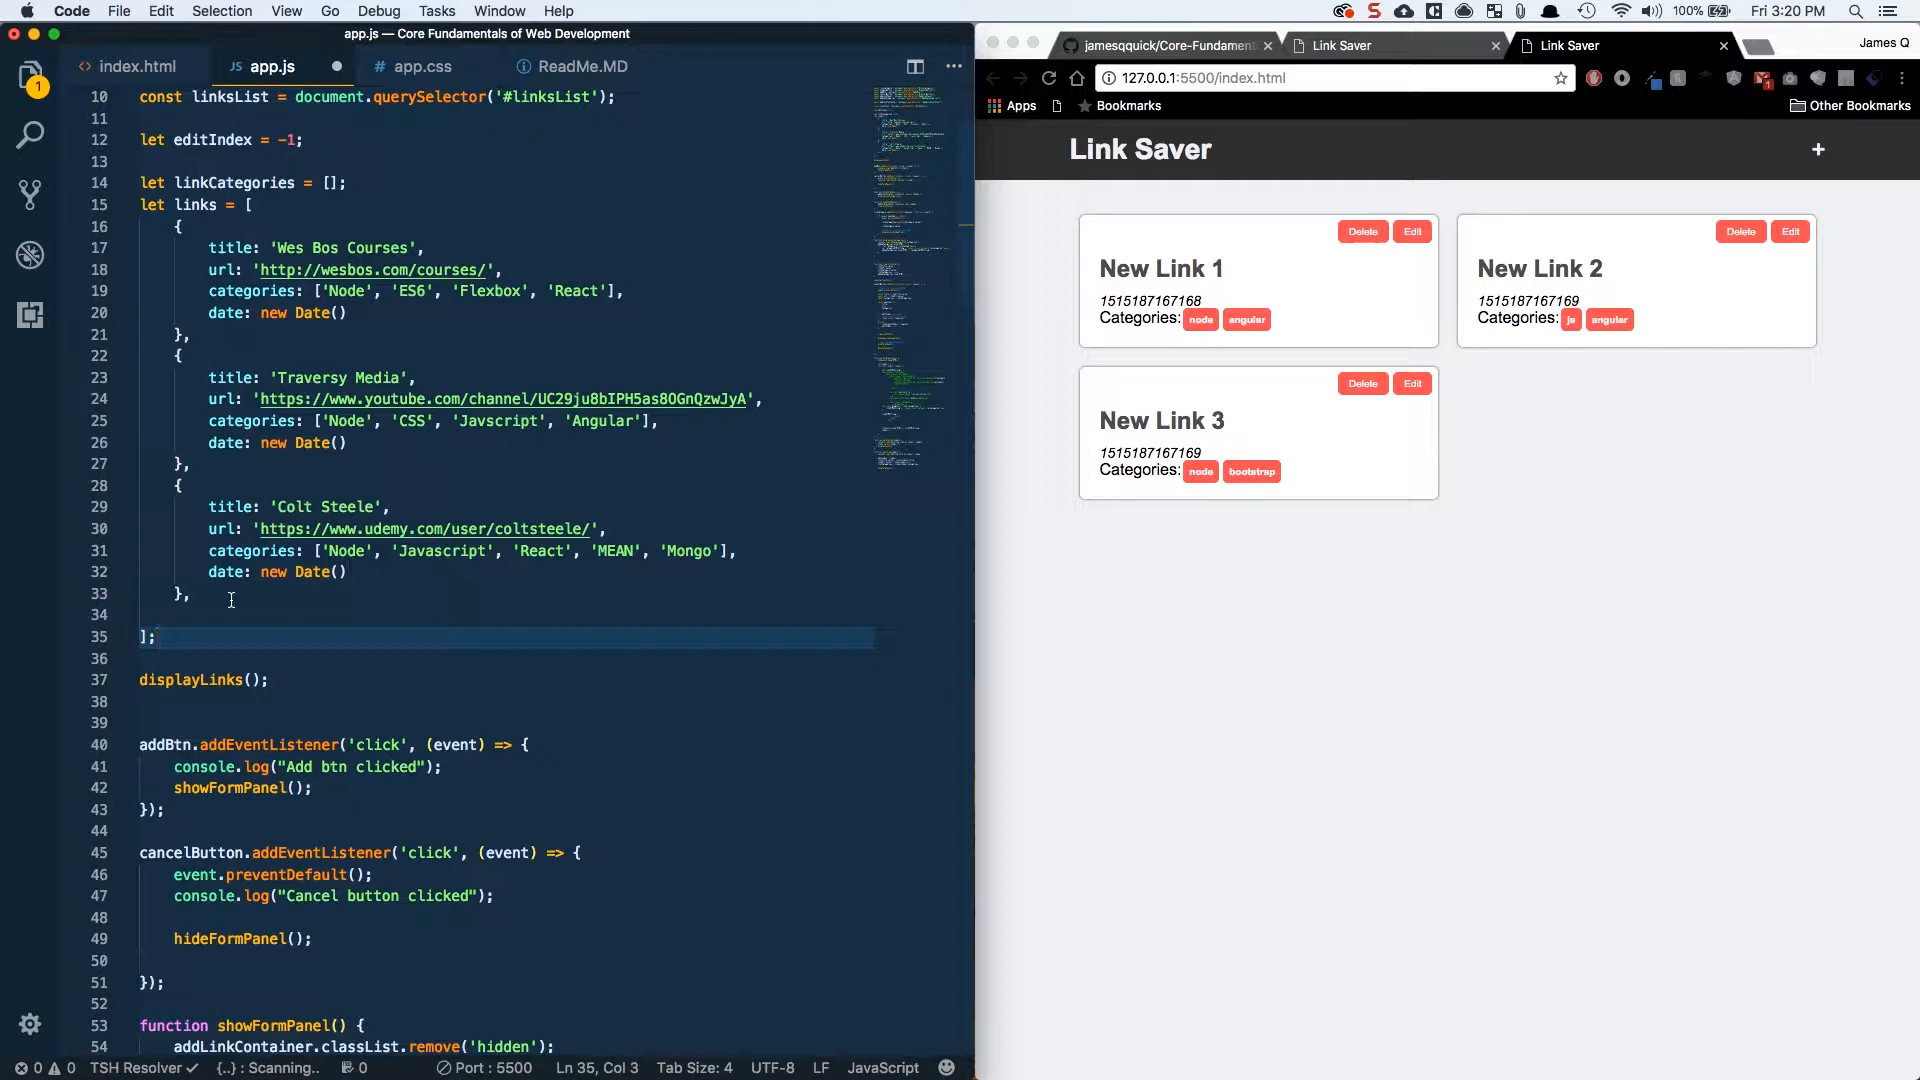 Code File Edit Selection View Go Debug Tasks Window Help
100% Fri 3:20 PM
app.js — Core Fundamentals of Web Development
index.html
JS app.js
# app.css
ReadMe.MD
1
10 const linksList = document.querySelector('#linksList');
11
12 let editIndex = -1;
13
14 let linkCategories = [];
15 let links = [
16 {
17 title: 'Wes Bos Courses',
18 url: 'http://wesbos.com/courses/',
19 categories: ['Node', 'ES6', 'Flexbox', 'React'],
20 date: new Date()
21 },
22 {
23 title: 'Traversy Media',
24 url: 'https://www.youtube.com/channel/UC29ju8bIPH5as8OGnQzwJyA',
25 categories: ['Node', 'CSS', 'Javscript', 'Angular'],
26 date: new Date()
27 },
28 {
29 title: 'Colt Steele',
30 url: 'https://www.udemy.com/user/coltsteele/',
31 categories: ['Node', 'Javascript', 'React', 'MEAN', 'Mongo'],
32 date: new Date()
33 },
34
35 ];
36
37 displayLinks();
38
39
40 addBtn.addEventListener('click', (event) => {
41 console.log("Add btn clicked");
42 showFormPanel();
43 });
44
45 cancelButton.addEventListener('click', (event) => {
46 event.preventDefault();
47 console.log("Cancel button clicked");
48
49 hideFormPanel();
50
51 });
52
53 function showFormPanel() {
54 addLinkContainer.classList.remove('hidden');
0 0 TSH Resolver {..} : Scanning.. 0 Port : 5500 Ln 35, Col 3 Tab Size: 4 UTF-8 LF JavaScript
jamesqquick/Core-Fundament
Link Saver
Link Saver
James Q
127.0.0.1:5500/index.html
Apps
Bookmarks
Other Bookmarks
Link Saver
+
Delete Edit
New Link 1
1515187167168
Categories: node angular
Delete Edit
New Link 2
1515187167169
Categories: js angular
Delete Edit
New Link 3
1515187167169
Categories: node bootstrap